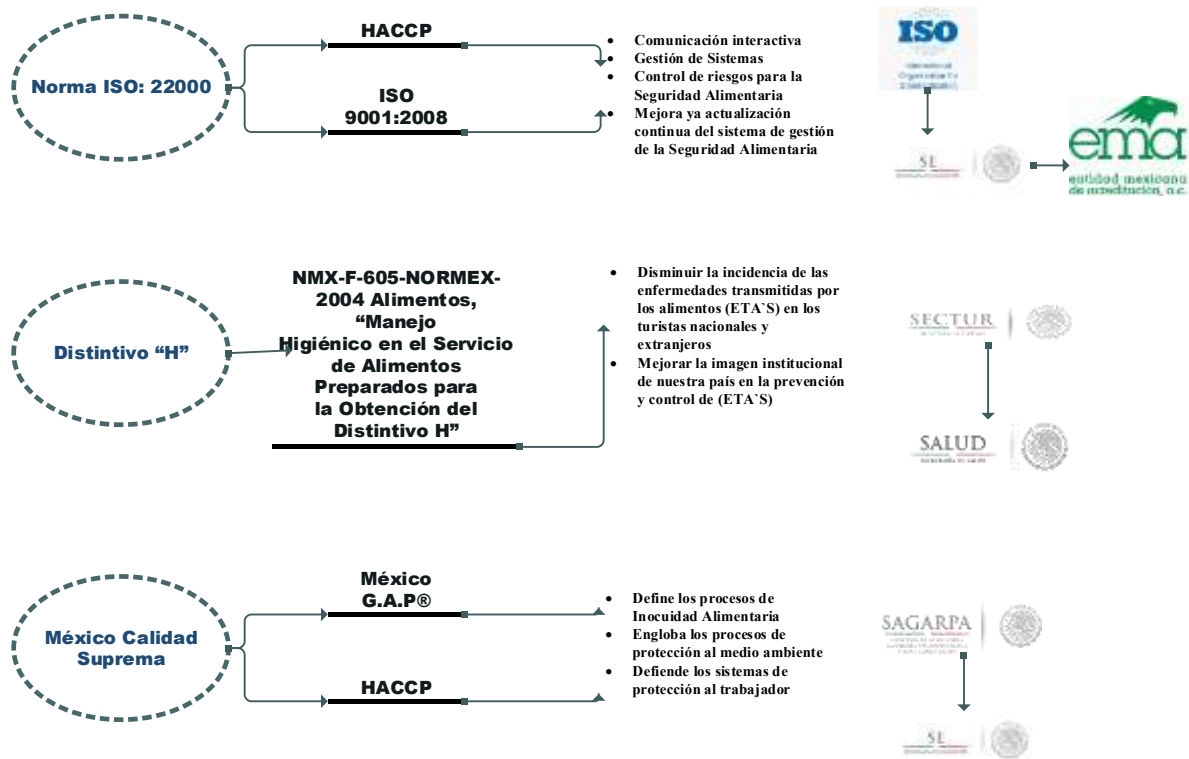 Norma ISO: 22000
HACCP
ISO
9001:2008
• Comunicación interactiva
• Gestión de Sistemas
• Control de riesgos para la
Seguridad Alimentaria
• Mejora ya actualización
continua del sistema de gestión
de la Seguridad Alimentaria
ISO
SE
ema
entidad mexicana
de acreditación, a.c.
Distintivo “H”
NMX-F-605-NORMEX-
2004 Alimentos,
“Manejo
Higiénico en el Servicio
de Alimentos
Preparados para
la Obtención del
Distintivo H”
• Disminuir la incidencia de las
enfermedades transmitidas por
los alimentos (ETA`S) en los
turistas nacionales y
extranjeros
• Mejorar la imagen institucional
de nuestra país en la prevención
y control de (ETA`S)
SECTUR
SALUD
SECRETARÍA DE SALUD
México Calidad
Suprema
México
G.A.P®
HACCP
• Define los procesos de
Inocuidad Alimentaria
• Engloba los procesos de
protección al medio ambiente
• Defiende los sistemas de
protección al trabajador
SAGARPA
SE